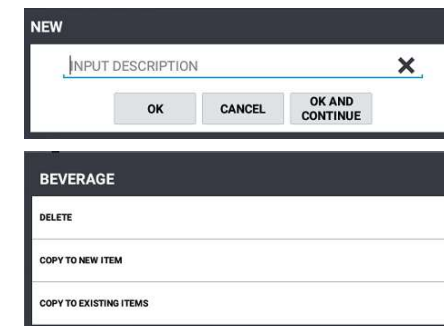 NEW
INPUT DESCRIPTION
OK CANCEL OK AND CONTINUE
BEVERAGE
DELETE
COPY TO NEW ITEM
COPY TO EXISTING ITEMS